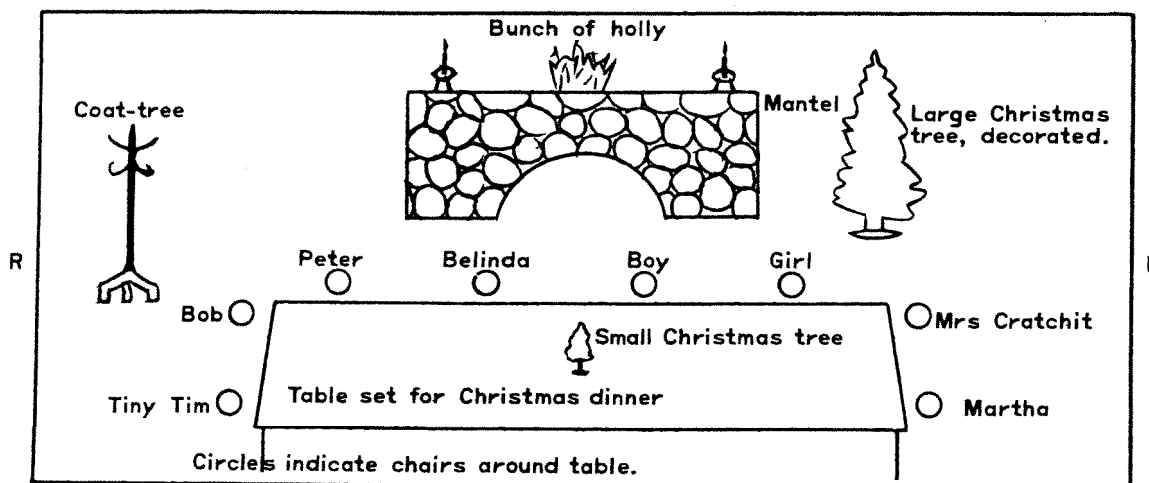 Bunch of holly
Coat-tree
Mantel
Large Christmas
tree, decorated.
R
Peter
Belinda
Boy
Girl
Bob
Mrs Cratchit
Small Christmas tree
Table set for Christmas dinner
Tiny Tim
Martha
Circles indicate chairs around table.